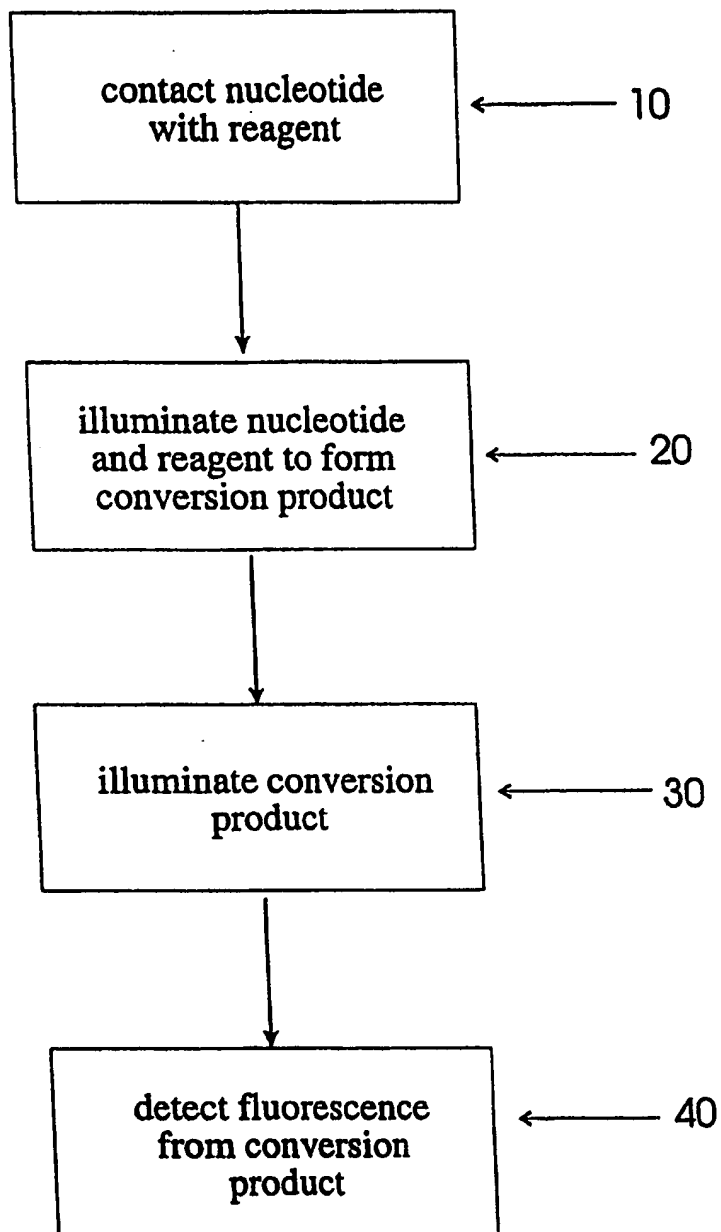 contact nucleotide
with reagent
10
illuminate nucleotide
and reagent to form
conversion product
20
illuminate conversion
product
30
detect fluorescence
from conversion
product
40